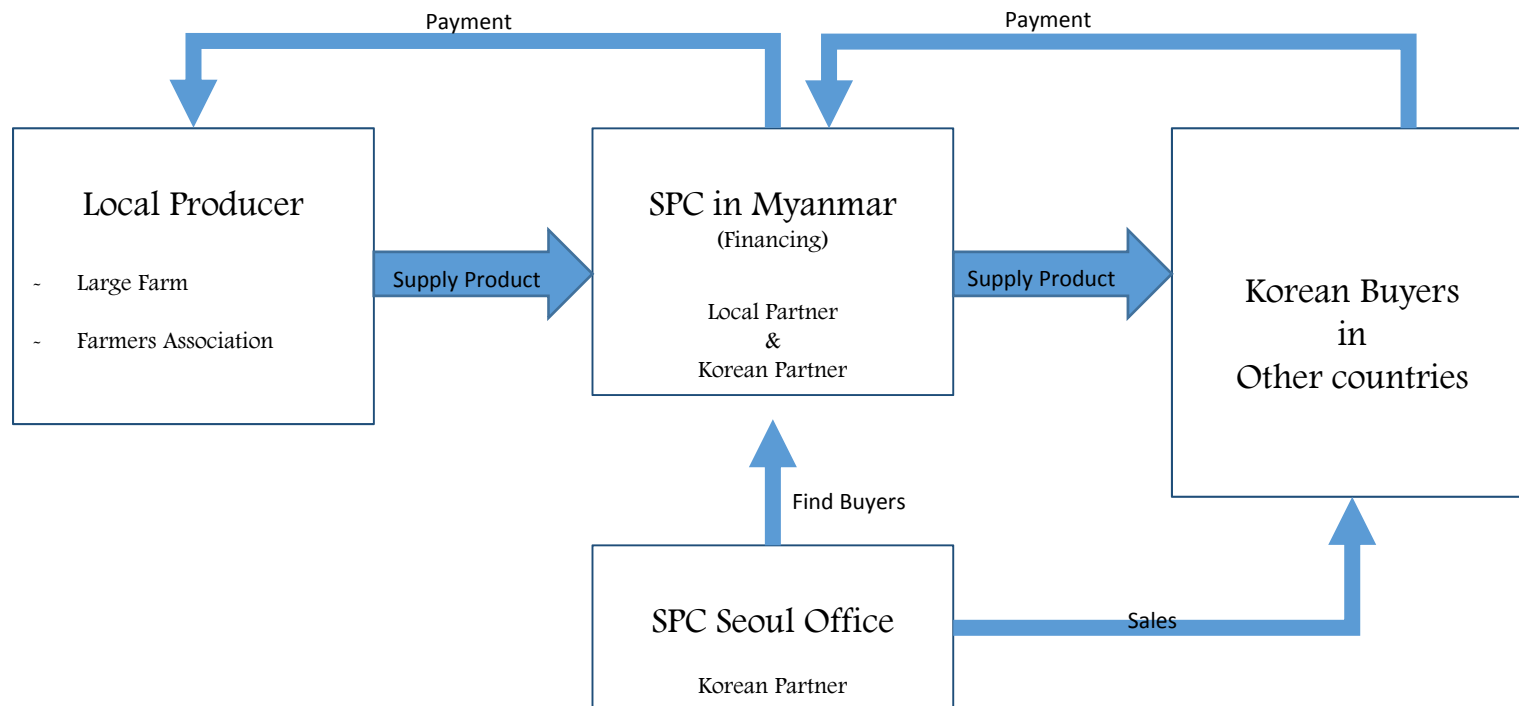 Payment
Payment
Local Producer
- Large Farm
- Farmers Association
Supply Product
SPC in Myanmar
(Financing)
Local Partner
&
Korean Partner
Supply Product
Korean Buyers
in
Other countries
Find Buyers
SPC Seoul Office
Korean Partner
Sales